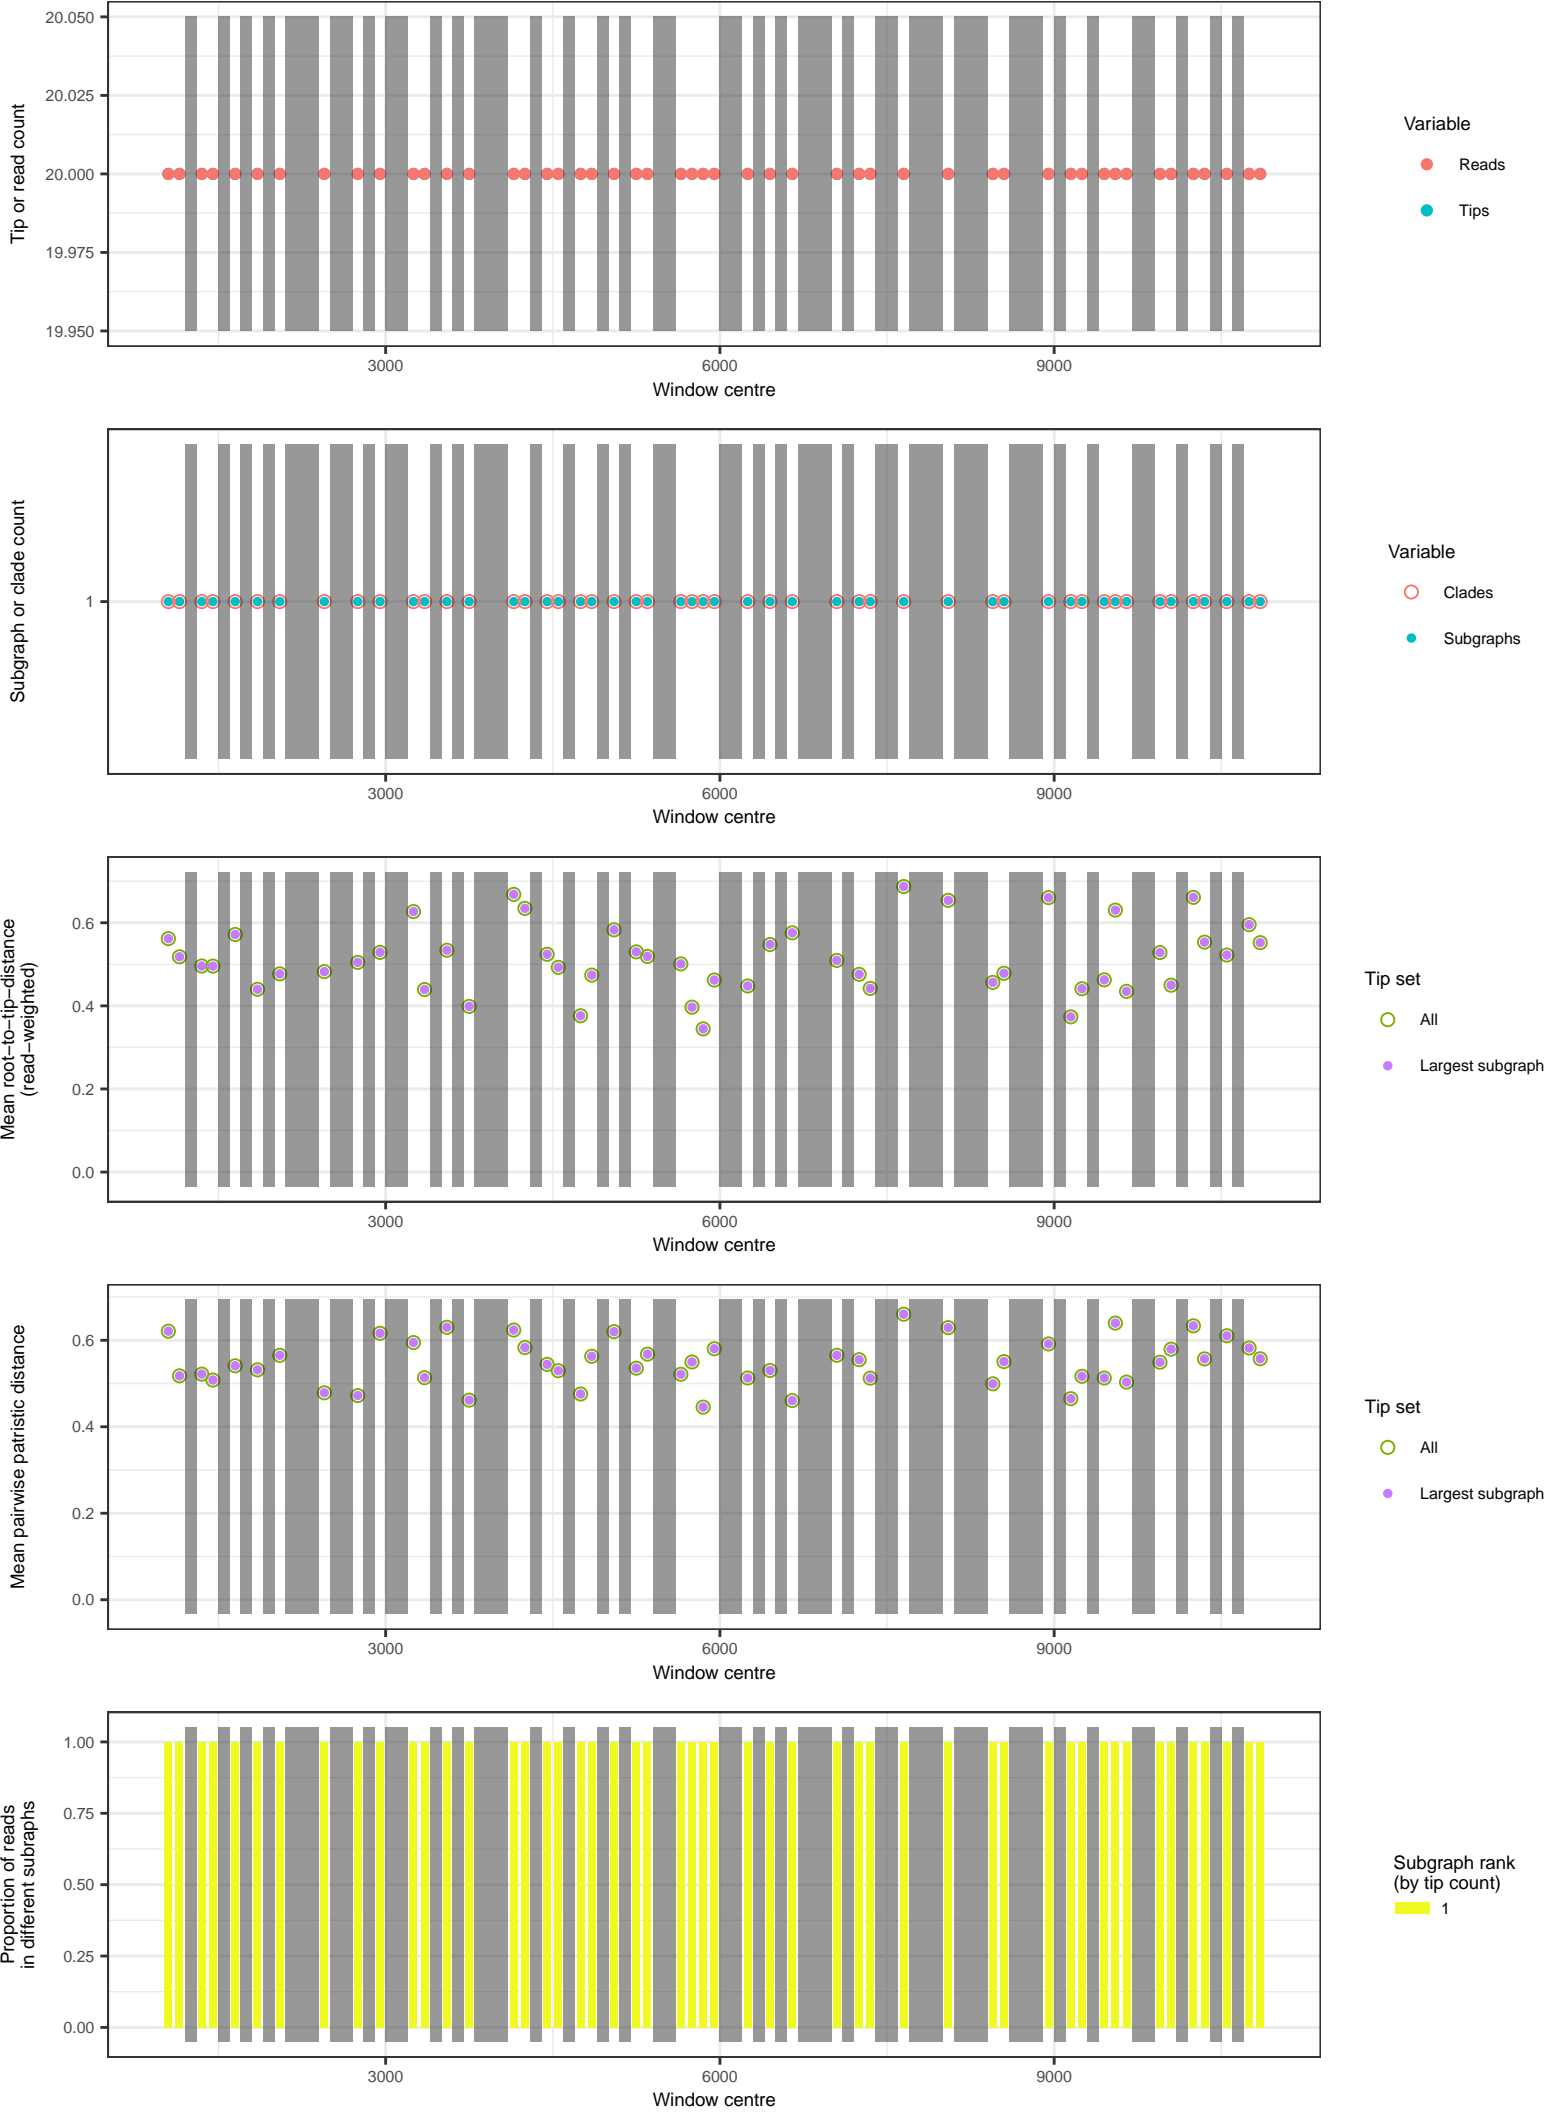 20.050
20.025
20.000
19.975
19.950
Tip or read count
3000
6000
9000
Window centre
Variable
Reads
Tips
1
Subgraph or clade count
3000
6000
9000
Window centre
Variable
Clades
Subgraphs
0.6
0.4
0.2
0.0
Mean root−to−tip−distance
(read−weighted)
3000
6000
9000
Window centre
Tip set
All
Largest subgraph
0.6
0.4
0.2
0.0
Mean pairwise patristic distance
3000
6000
9000
Window centre
Tip set
All
Largest subgraph
1.00
0.75
0.50
0.25
0.00
Proportion of reads
in different subraphs
3000
6000
9000
Window centre
Subgraph rank
(by tip count)
1